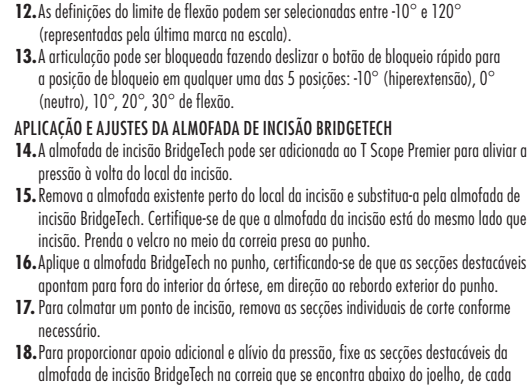 12. As definições do limite de flexão podem ser selecionadas entre -10° e 120°
(representadas pela última marca na escala).
13. A articulação pode ser bloqueada fazendo deslizar o botão de bloqueio rápido para
a posição de bloqueio em qualquer uma das 5 posições: -10° (hiperextensão), 0°
(neutro), 10°, 20°, 30° de flexão.
APLICAÇÃO E AJUSTES DA ALMOFADA DE INCISÃO BRIDGETECH
14. A almofada de incisão BridgeTech pode ser adicionada ao T Scope Premier para aliviar a
pressão à volta do local da incisão.
15. Remova a almofada existente perto do local da incisão e substitua-a pela almofada de
incisão BridgeTech. Certifique-se de que a almofada da incisão está do mesmo lado que a
incisão. Prenda o velcro no meio da correia presa ao punho.
16. Aplique a almofada BridgeTech no punho, certificando-se de que as secções destacáveis
apontam para fora do interior da órtese, em direção ao rebordo exterior do punho.
17. Para colmatar um ponto de incisão, remova as secções individuais de corte conforme
necessário.
18. Para proporcionar apoio adicional e alívio da pressão, fixe as secções destacáveis da
almofada de incisão BridgeTech na correia que se encontra abaixo do joelho, de cada